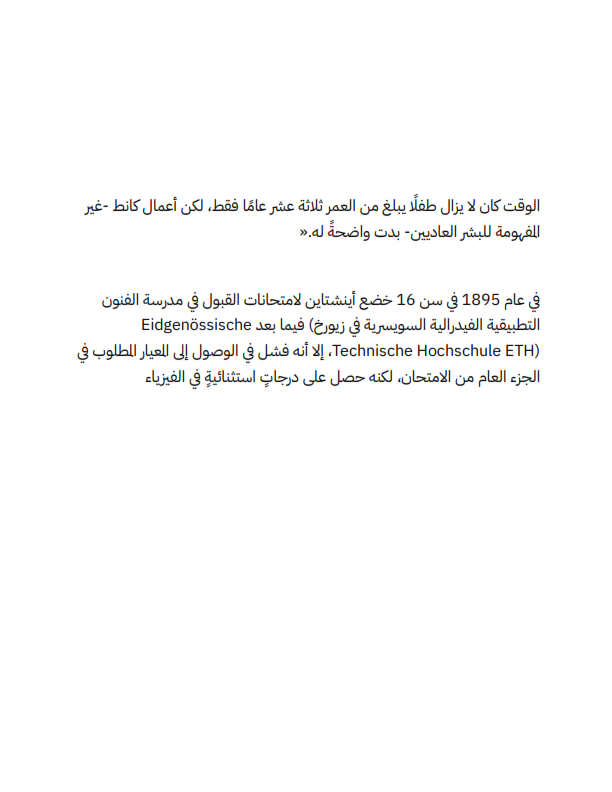 الوقت كان لا يزال طفلًا يبلغ من العمر ثلاثة عشر عامًا فقط، لكن أعمال كانط -غير
المفهومة للبشر العاديين- بدت واضحةً له.»
في عام 1895 في سن 16 خضع أينشتاين لامتحانات القبول في مدرسة الفنون
التطبيقية الفيدرالية السويسرية في زيورخ) فيما بعد Eidgenössische
Technische Hochschule ETH)، إلا أنه فشل في الوصول إلى المعيار المطلوب في
الجزء العام من الامتحان، لكنه حصل على درجاتٍ استثنائيةٍ في الفيزياء